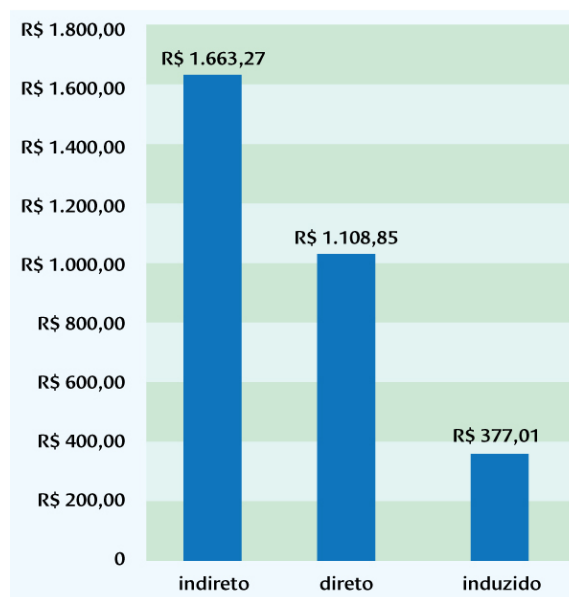 R$ 1.800,00
R$ 1.663,27
R$ 1.600,00
R$ 1.400,00
R$ 1.200,00
R$ 1.108,85
R$ 1.000,00
R$ 800,00
R$ 600,00
R$ 400,00
R$ 377,01
R$ 200,00
0
indireto direto induzido